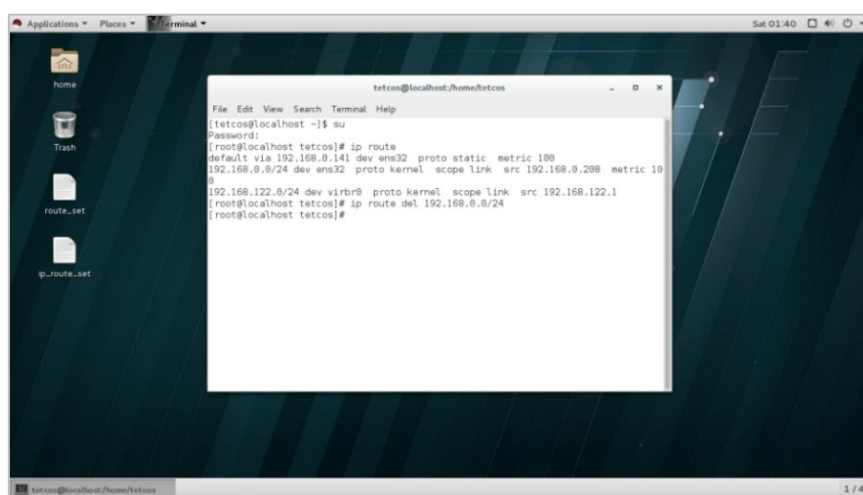 Applications Places Terminal Sat 01:40
home
Trash
route_set
ip_route_set
tetcos@localhost:/home/tetcos
File Edit View Search Terminal Help
[tetcos@localhost ~]$ su
Password:
[root@localhost tetcos]# ip route
default via 192.168.0.141 dev ens32 proto static metric 100
192.168.0.0/24 dev ens32 proto kernel scope link src 192.168.0.208 metric 10
0
192.168.122.0/24 dev virbr0 proto kernel scope link src 192.168.122.1
[root@localhost tetcos]# ip route del 192.168.0.0/24
[root@localhost tetcos]#
tetcos@localhost:/home/tetcos 1 / 4